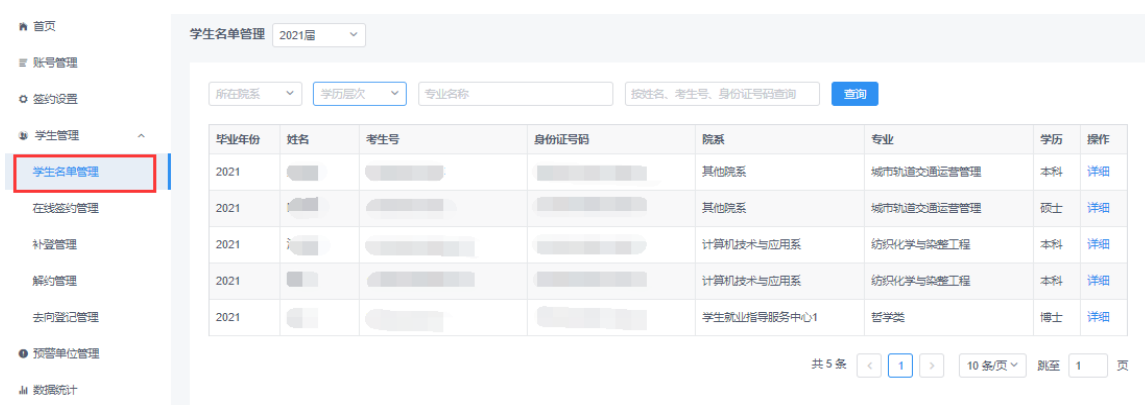 首页
账号管理
签约设置
学生管理
学生名单管理
在线签约管理
补登管理
解约管理
去向登记管理
预警单位管理
数据统计
学生名单管理 2021届
所在院系 学历层次 专业名称 按姓名、考生号、身份证号码查询 查询
毕业年份 姓名 考生号 身份证号码 院系 专业 学历 操作
2021 其他院系 城市轨道交通运营管理 本科 详细
2021 其他院系 城市轨道交通运营管理 硕士 详细
2021 计算机技术与应用系 纺织化学与染整工程 本科 详细
2021 计算机技术与应用系 纺织化学与染整工程 本科 详细
2021 学生就业指导服务中心1 哲学类 博士 详细
共 5 条 < 1 > 10 条/页 跳至 1 页